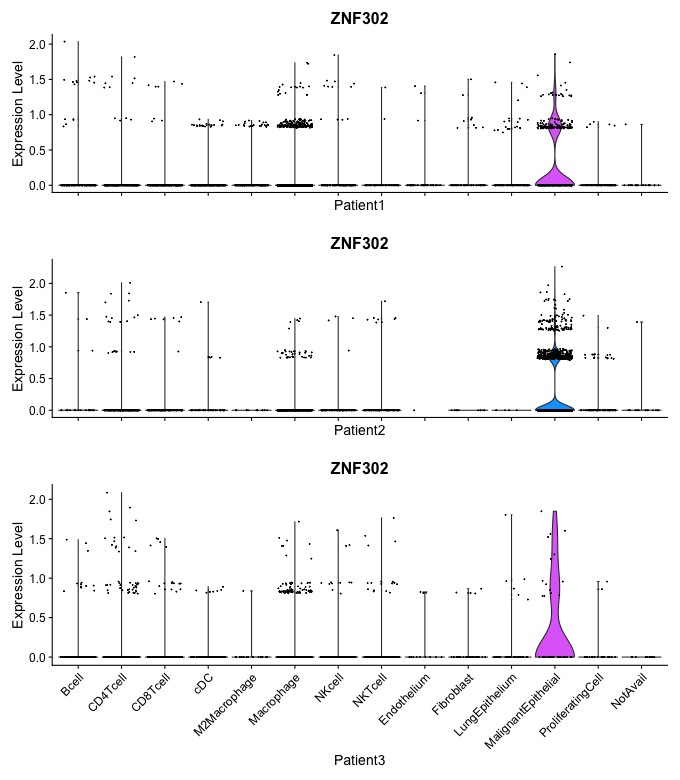 ZNF302
Expression Level
2.0
1.5
1.0
0.5
0.0
Patient1
ZNF302
Expression Level
2.0
1.5
1.0
0.5
0.0
Patient2
ZNF302
Expression Level
2.0
1.5
1.0
0.5
0.0
Bcell
CD4Tcell
CD8Tcell
cDC
M2Macrophage
Macrophage
NKcell
NKTcell
Endothelium
Fibroblast
LungEpithelium
MalignantEpithelial
ProliferatingCell
NotAvail
Patient3